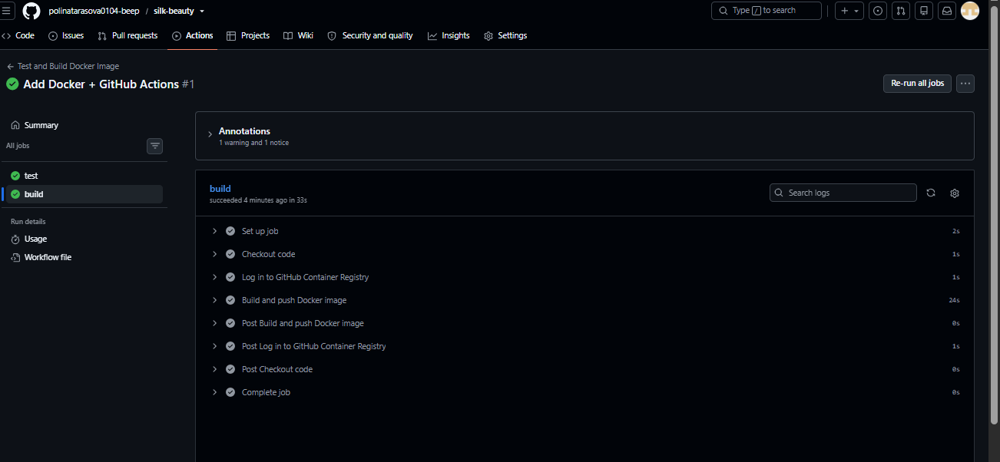 polinatarasova0104-beep / silk-beauty
Type / to search
Code Issues Pull requests Actions Projects Wiki Security and quality Insights Settings
Test and Build Docker Image
Add Docker + GitHub Actions #1
Re-run all jobs
Summary
All jobs
test
build
Run details
Usage
Workflow file
Annotations
1 warning and 1 notice
build
succeeded 4 minutes ago in 33s
Search logs
Set up job 2s
Checkout code 1s
Log in to GitHub Container Registry 1s
Build and push Docker image 24s
Post Build and push Docker image 0s
Post Log in to GitHub Container Registry 1s
Post Checkout code 0s
Complete job 0s